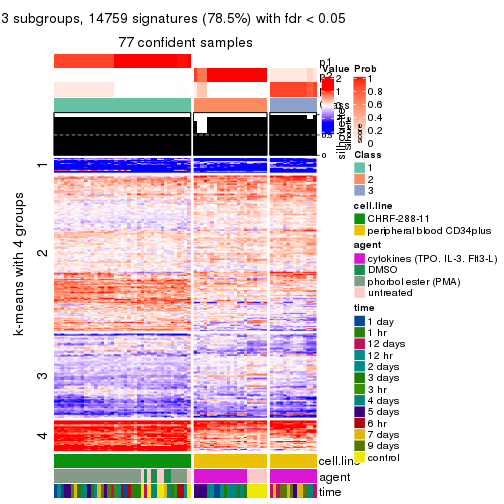 3 subgroups, 14759 signatures (78.5%) with fdr < 0.05
77 confident samples
k-means with 4 groups
1
2
3
4
p1
silhouette
score
cell.line
agent
time
Value
2
1
0
Prob
1
0.8
0.6
0.4
0.2
0
Class
1
2
3
cell.line
CHRF-288-11
peripheral blood CD34plus
agent
cytokines (TPO, IL-3, Flt3-L)
DMSO
phorbol ester (PMA)
untreated
time
1 day
1 hr
12 days
12 hr
2 days
3 days
3 hr
4 days
5 days
6 hr
7 days
9 days
control